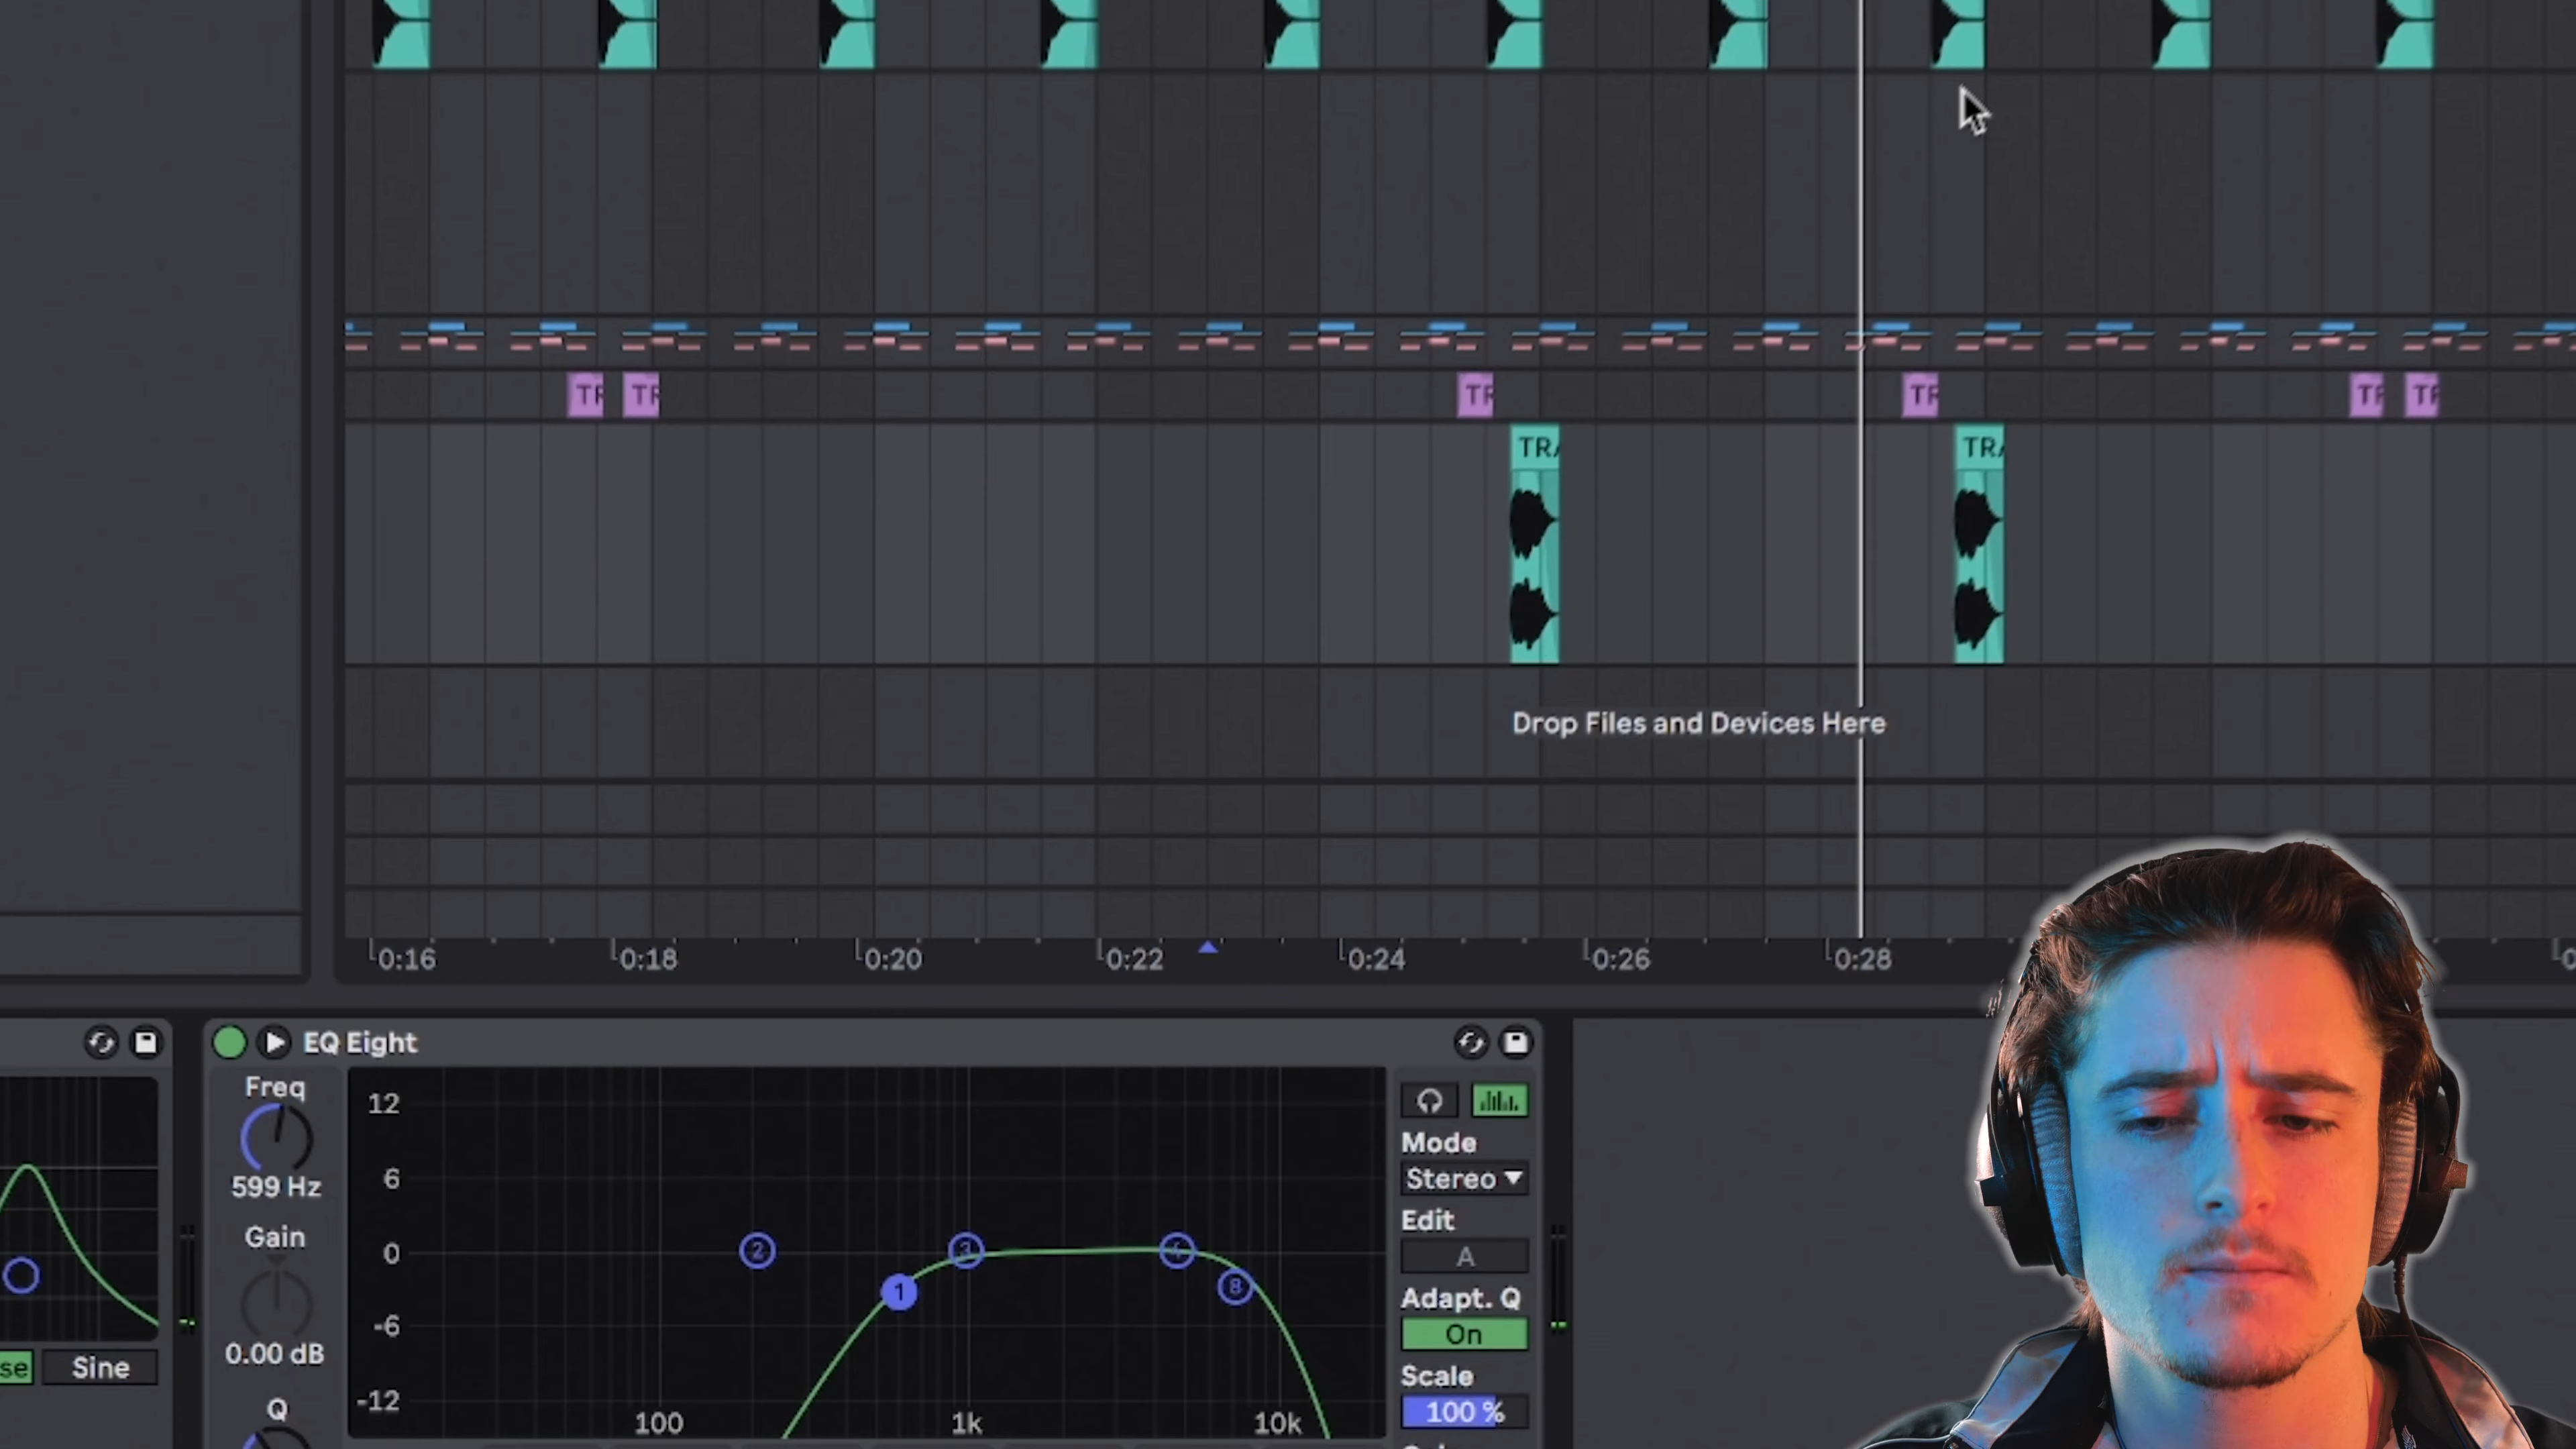 TR
TR
TR
TR
TR
TR
TRA
TRA
Drop Files and Devices Here
0:16
0:18
0:20
0:22
0:24
0:26
0:28
EQ Eight
Freq
599 Hz
Gain
0.00 dB
Q
se
Sine
12
6
0
-6
-12
1
2
3
4
8
100
1k
10k
Mode
Stereo
Edit
A
Adapt. Q
On
Scale
100 %